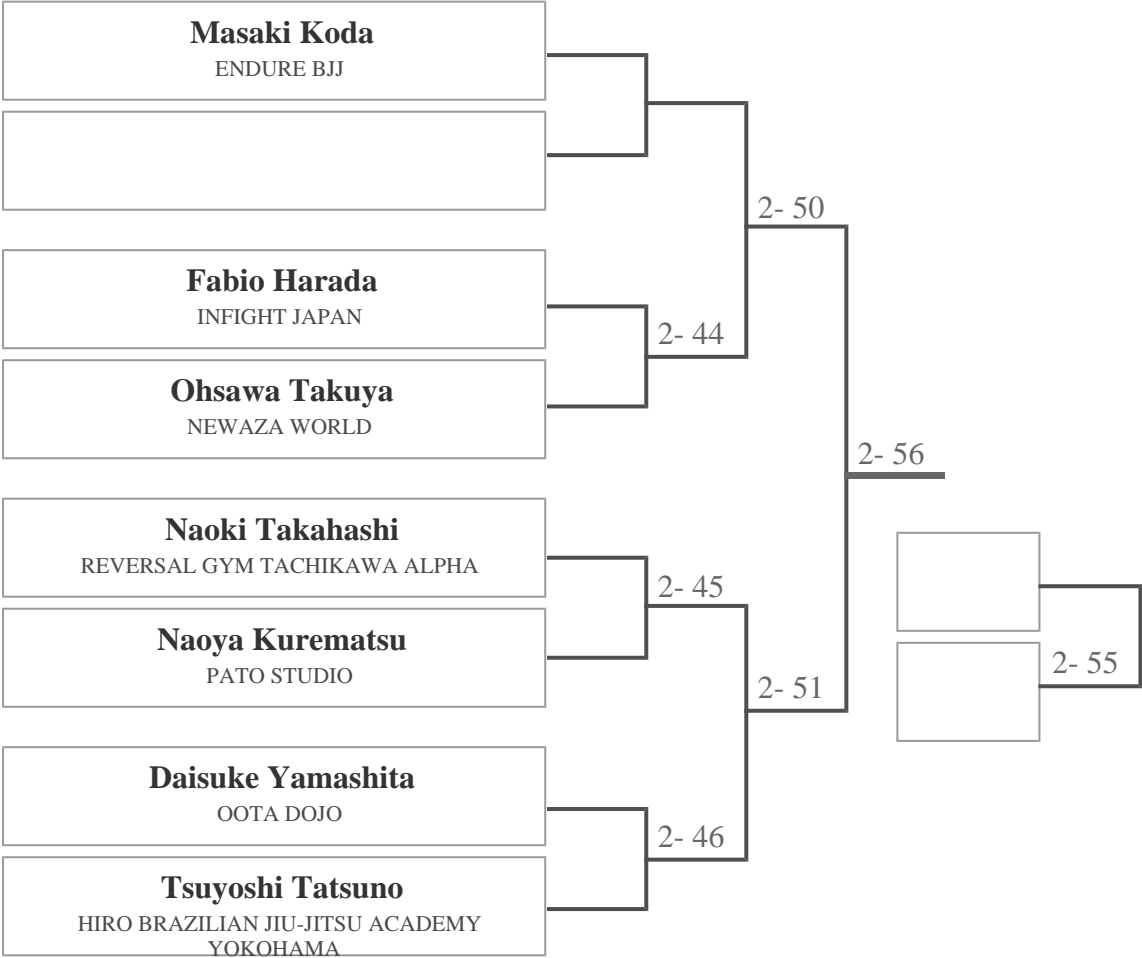 Masaki Koda
ENDURE BJJ
2- 50
Fabio Harada
INFIGHT JAPAN
2- 44
Ohsawa Takuya
NEWAZA WORLD
2- 56
Naoki Takahashi
REVERSAL GYM TACHIKAWA ALPHA
2- 45
Naoya Kurematsu
PATO STUDIO
2- 55
2- 51
Daisuke Yamashita
OOTA DOJO
2- 46
Tsuyoshi Tatsuno
HIRO BRAZILIAN JIU-JITSU ACADEMY
YOKOHAMA